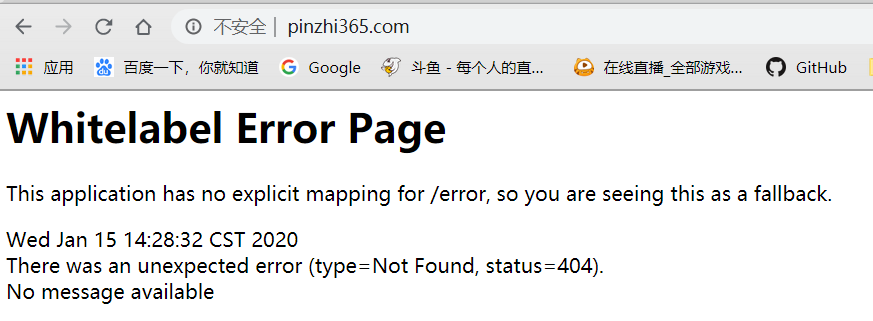 不安全 | pinzhi365.com
应用 百度一下，你就知道 Google 斗鱼 - 每个人的直... 在线直播_全部游戏... GitHub
Whitelabel Error Page
This application has no explicit mapping for /error, so you are seeing this as a fallback.
Wed Jan 15 14:28:32 CST 2020
There was an unexpected error (type=Not Found, status=404).
No message available